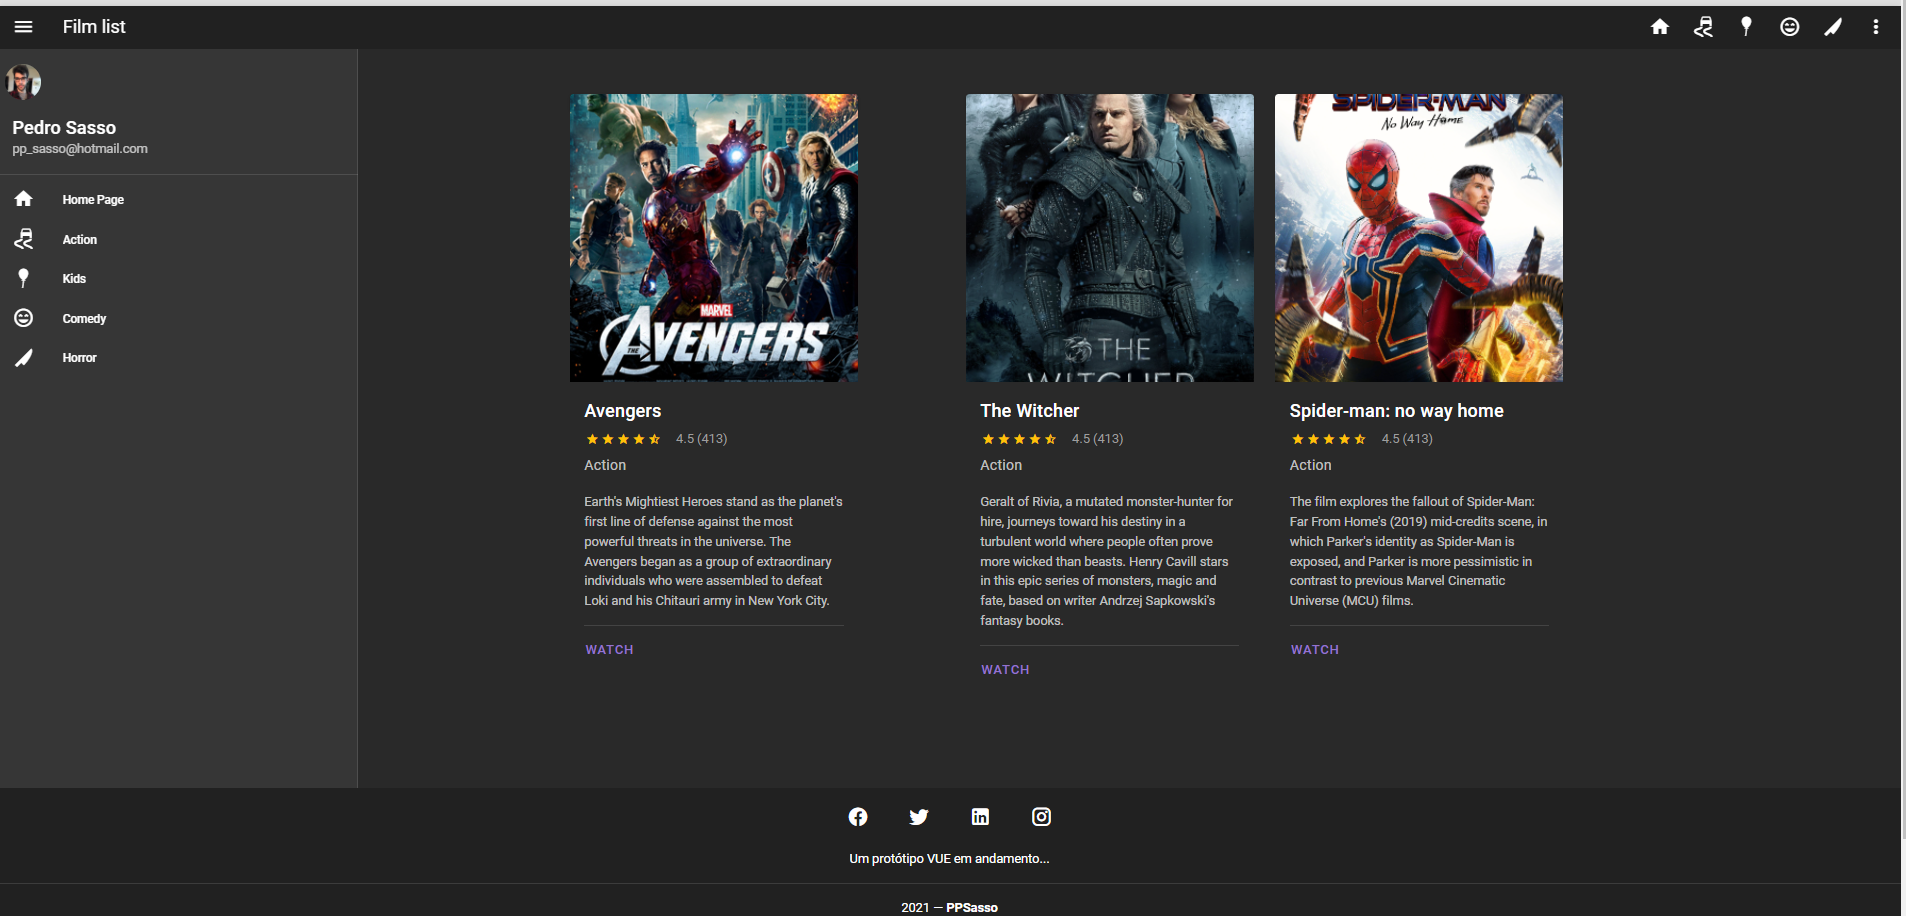 Film list
Pedro Sasso
pp_sasso@hotmail.com
Home Page
Action
Kids
Comedy
Horror
MARVEL
THE AVENGERS
Avengers
4.5 (413)
Action
Earth's Mightiest Heroes stand as the planet's
first line of defense against the most
powerful threats in the universe. The
Avengers began as a group of extraordinary
individuals who were assembled to defeat
Loki and his Chitauri army in New York City.
WATCH
THE
WITCHER
The Witcher
4.5 (413)
Action
Geralt of Rivia, a mutated monster-hunter for
hire, journeys toward his destiny in a
turbulent world where people often prove
more wicked than beasts. Henry Cavill stars
in this epic series of monsters, magic and
fate, based on writer Andrzej Sapkowski's
fantasy books.
WATCH
SPIDER-MAN
No Way Home
Spider-man: no way home
4.5 (413)
Action
The film explores the fallout of Spider-Man:
Far From Home's (2019) mid-credits scene, in
which Parker's identity as Spider-Man is
exposed, and Parker is more pessimistic in
contrast to previous Marvel Cinematic
Universe (MCU) films.
WATCH
Um protótipo VUE em andamento...
2021 — PPSasso